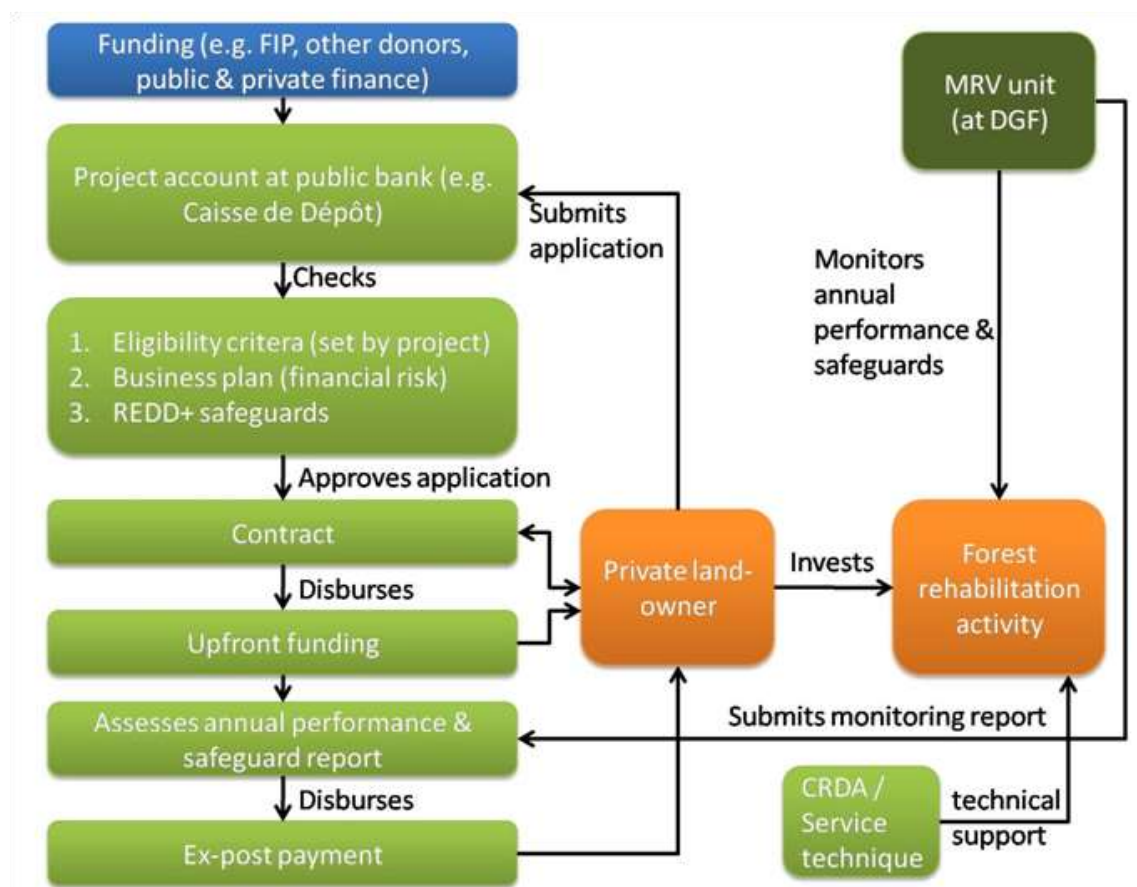 Funding (e.g. FIP, other donors,
public & private finance)
MRV unit
(at DGF)
Project account at public bank (e.g.
Caisse de Dépôt)
Submits
application
Checks
Monitors
annual
performance &
safeguards
1. Eligibility critera (set by project)
2. Business plan (financial risk)
3. REDD+ safeguards
Approves application
Contract
Private land-
owner
Invests
Forest
rehabilitation
activity
Disburses
Upfront funding
Assesses annual performance &
safeguard report
Submits monitoring report
Disburses
CRDA /
Service
technique
technical
support
Ex-post payment